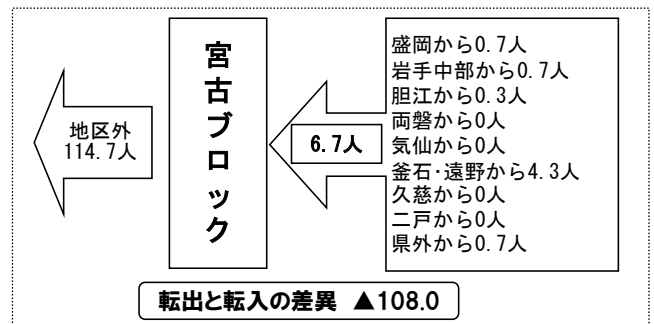 地区外
114.7人
宮古ブロック
6.7人
盛岡から0.7人
岩手中部から0.7人
胆江から0.3人
両磐から0人
気仙から0人
釜石・遠野から4.3人
久慈から0人
二戸から0人
県外から0.7人
転出と転入の差異 ▲108.0